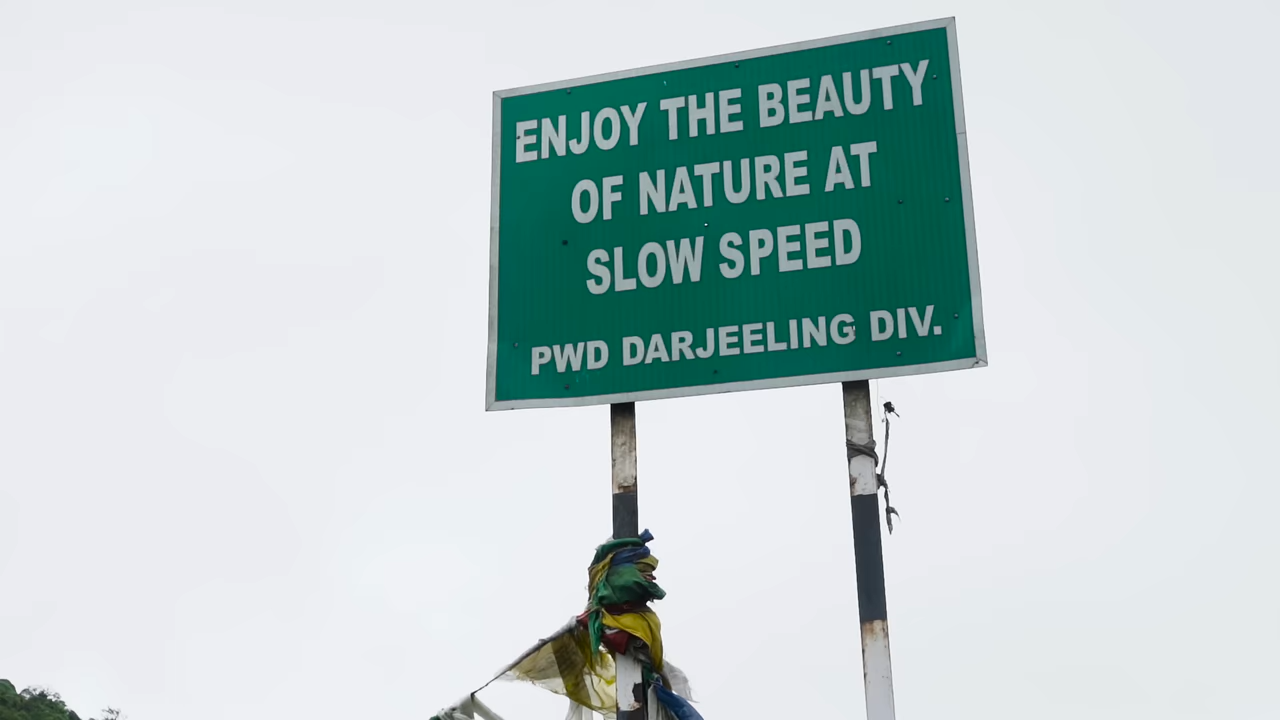 ENJOY THE BEAUTY
OF NATURE AT
SLOW SPEED
PWD DARJEELING DIV.